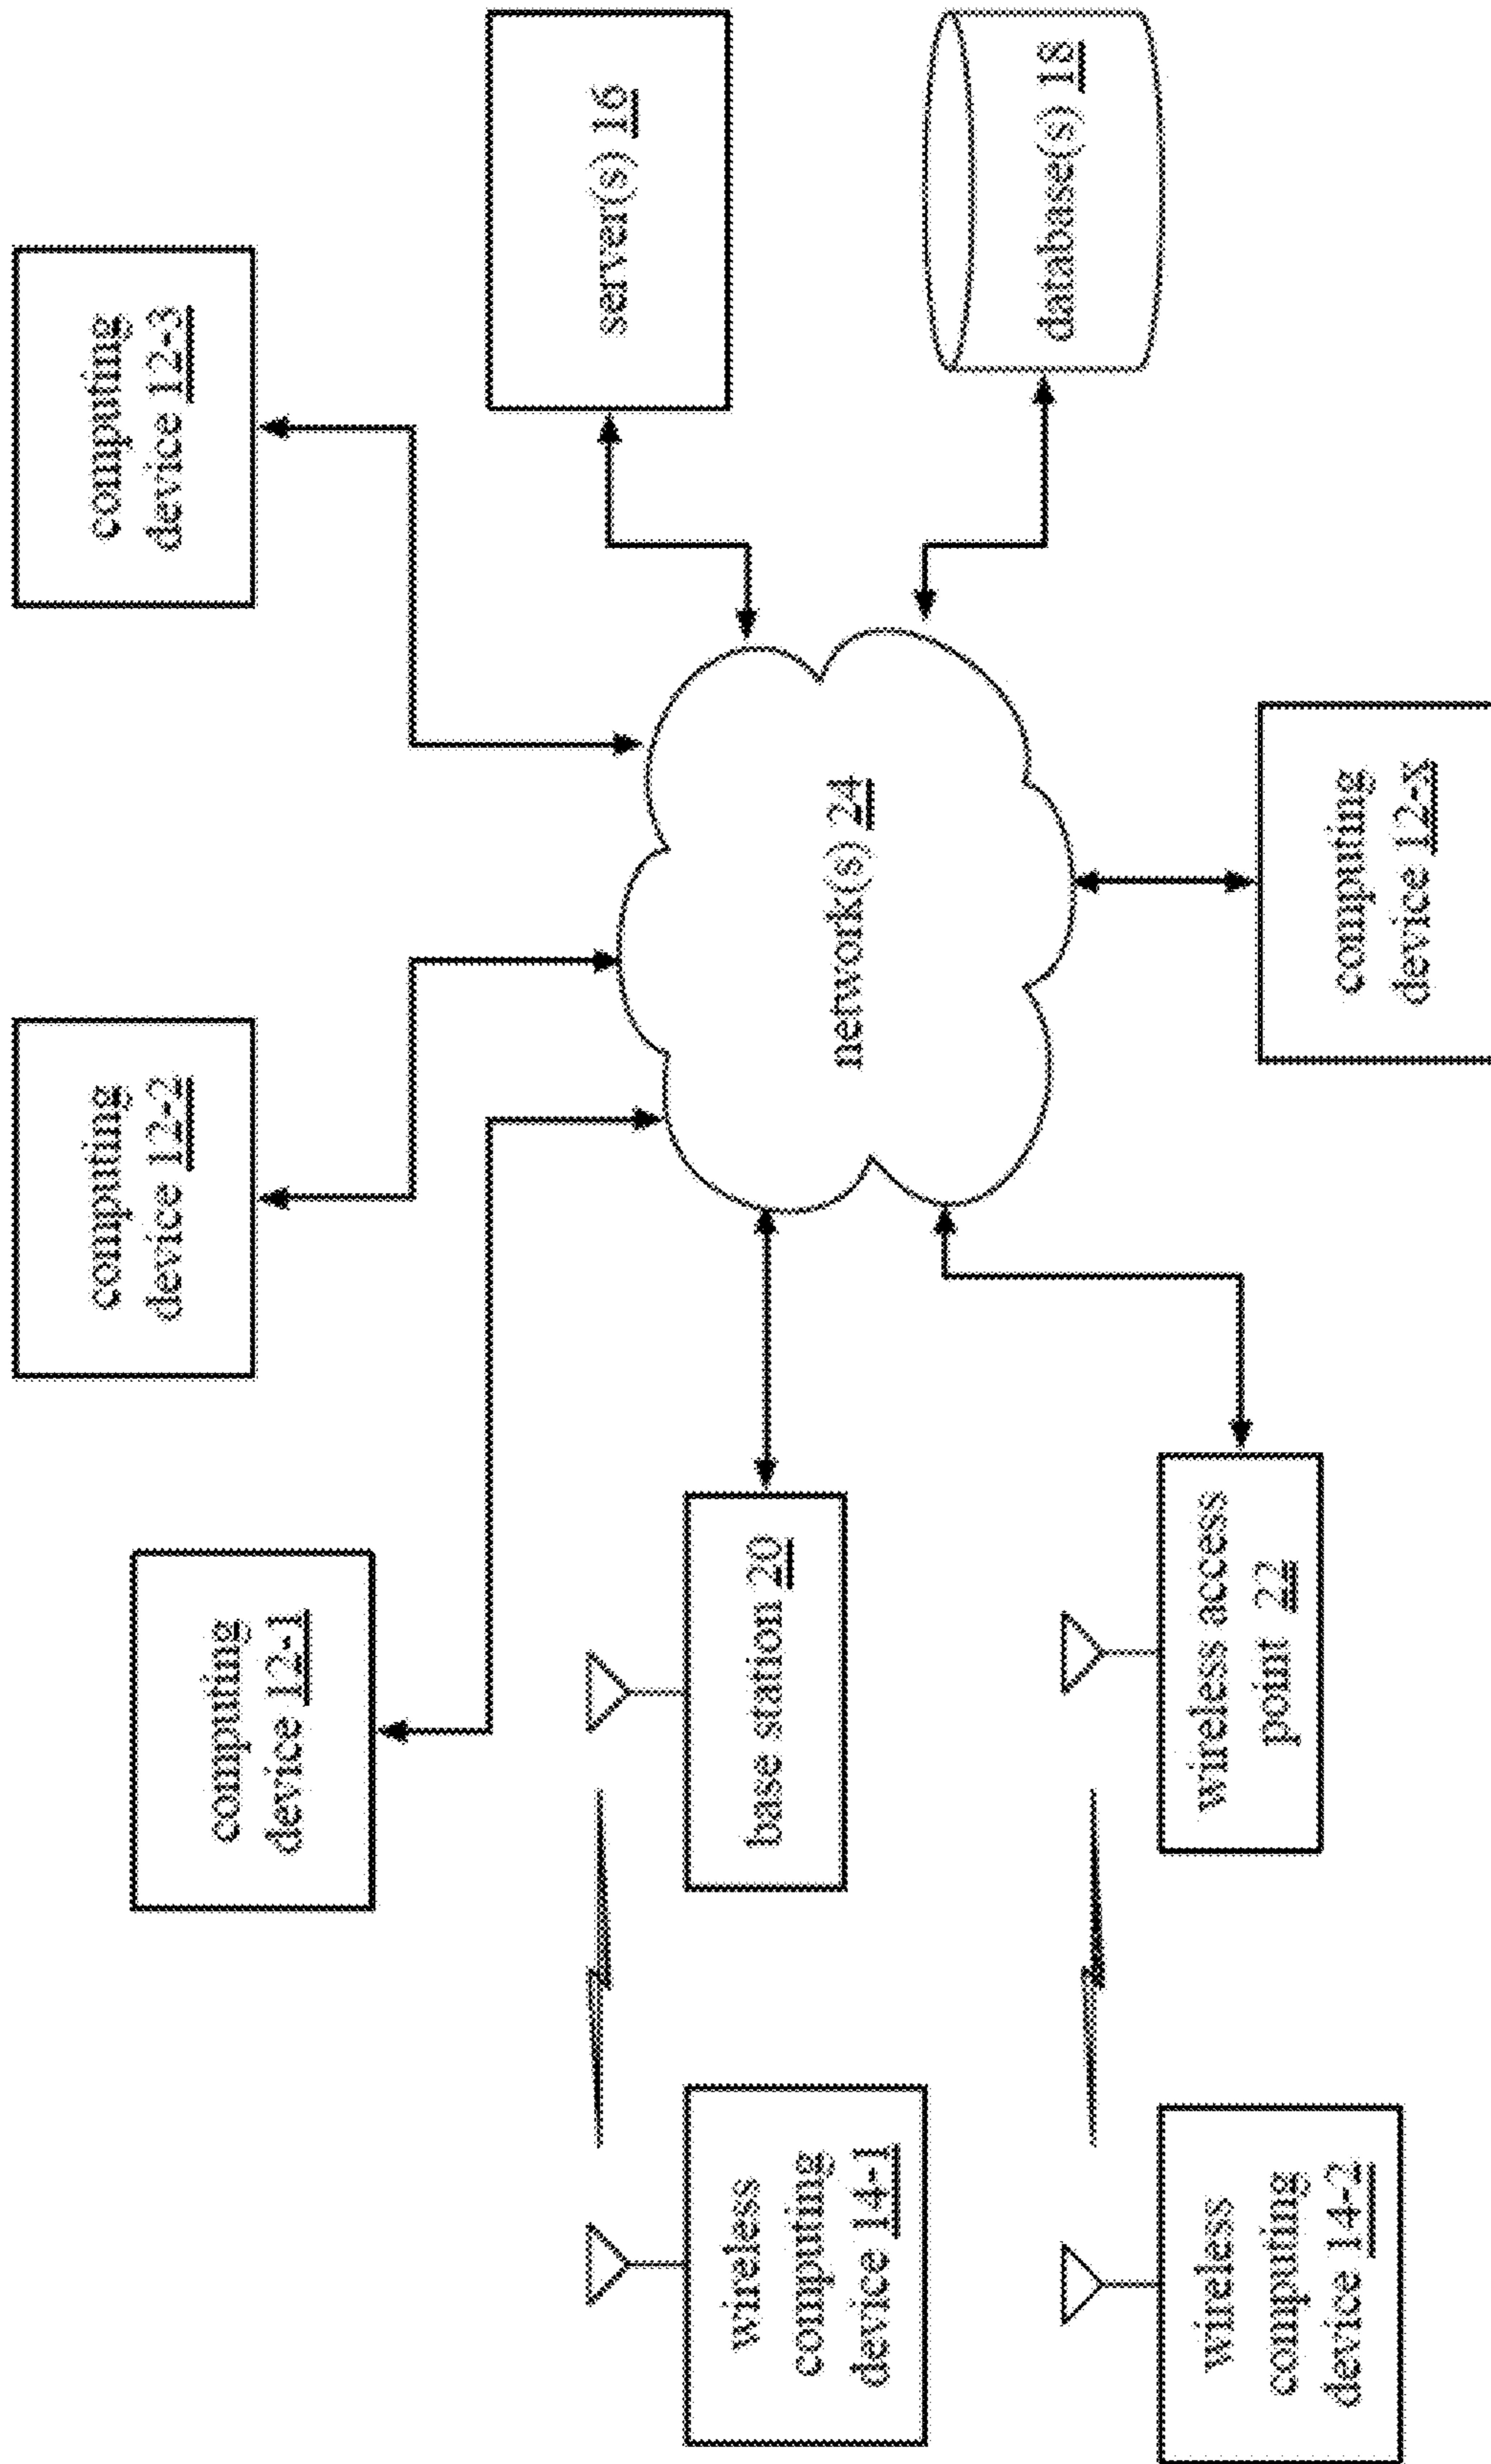 computing
device 12-1
computing
device 12-2
computing
device 12-3
server(s) 16
wireless
computing
device 14-1
base station 20
network(s) 24
database(s) 18
wireless
computing
device 14-2
wireless access
point 22
computing
device 12-x